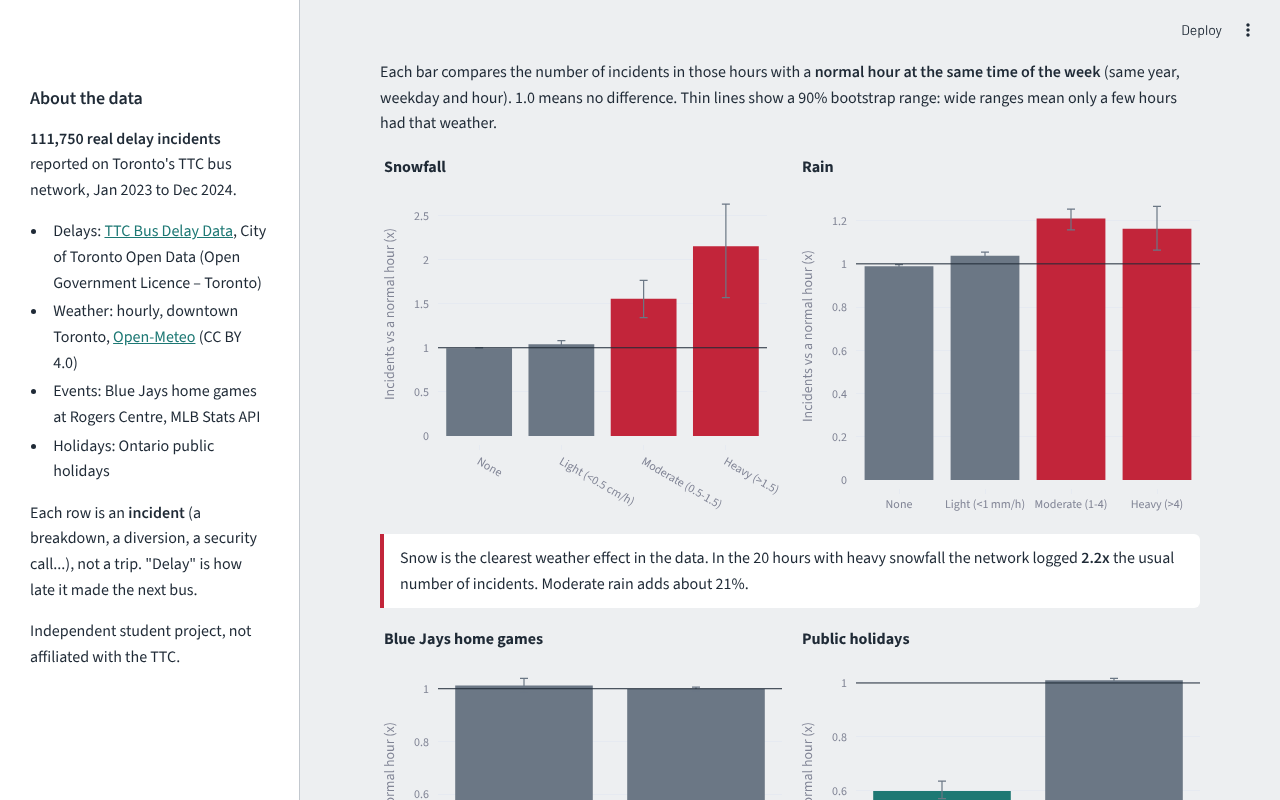 Deploy
About the data
111,750 real delay incidents
reported on Toronto's TTC bus
network, Jan 2023 to Dec 2024.
• Delays: TTC Bus Delay Data, City
of Toronto Open Data (Open
Government Licence – Toronto)
• Weather: hourly, downtown
Toronto, Open-Meteo (CC BY
4.0)
• Events: Blue Jays home games
at Rogers Centre, MLB Stats API
• Holidays: Ontario public
holidays
Each row is an incident (a
breakdown, a diversion, a security
call...), not a trip. "Delay" is how
late it made the next bus.
Independent student project, not
affiliated with the TTC.
Each bar compares the number of incidents in those hours with a normal hour at the same time of the week (same year,
weekday and hour). 1.0 means no difference. Thin lines show a 90% bootstrap range: wide ranges mean only a few hours
had that weather.
Snowfall
Incidents vs a normal hour (x)
2.5
2
1.5
1
0.5
0
None
Light (<0.5 cm/h)
Moderate (0.5-1.5)
Heavy (>1.5)
Rain
Incidents vs a normal hour (x)
1.2
1
0.8
0.6
0.4
0.2
0
None
Light (<1 mm/h)
Moderate (1-4)
Heavy (>4)
Snow is the clearest weather effect in the data. In the 20 hours with heavy snowfall the network logged 2.2x the usual
number of incidents. Moderate rain adds about 21%.
Blue Jays home games
1
0.8
0.6
normal hour (x)
Public holidays
1
0.8
0.6
normal hour (x)